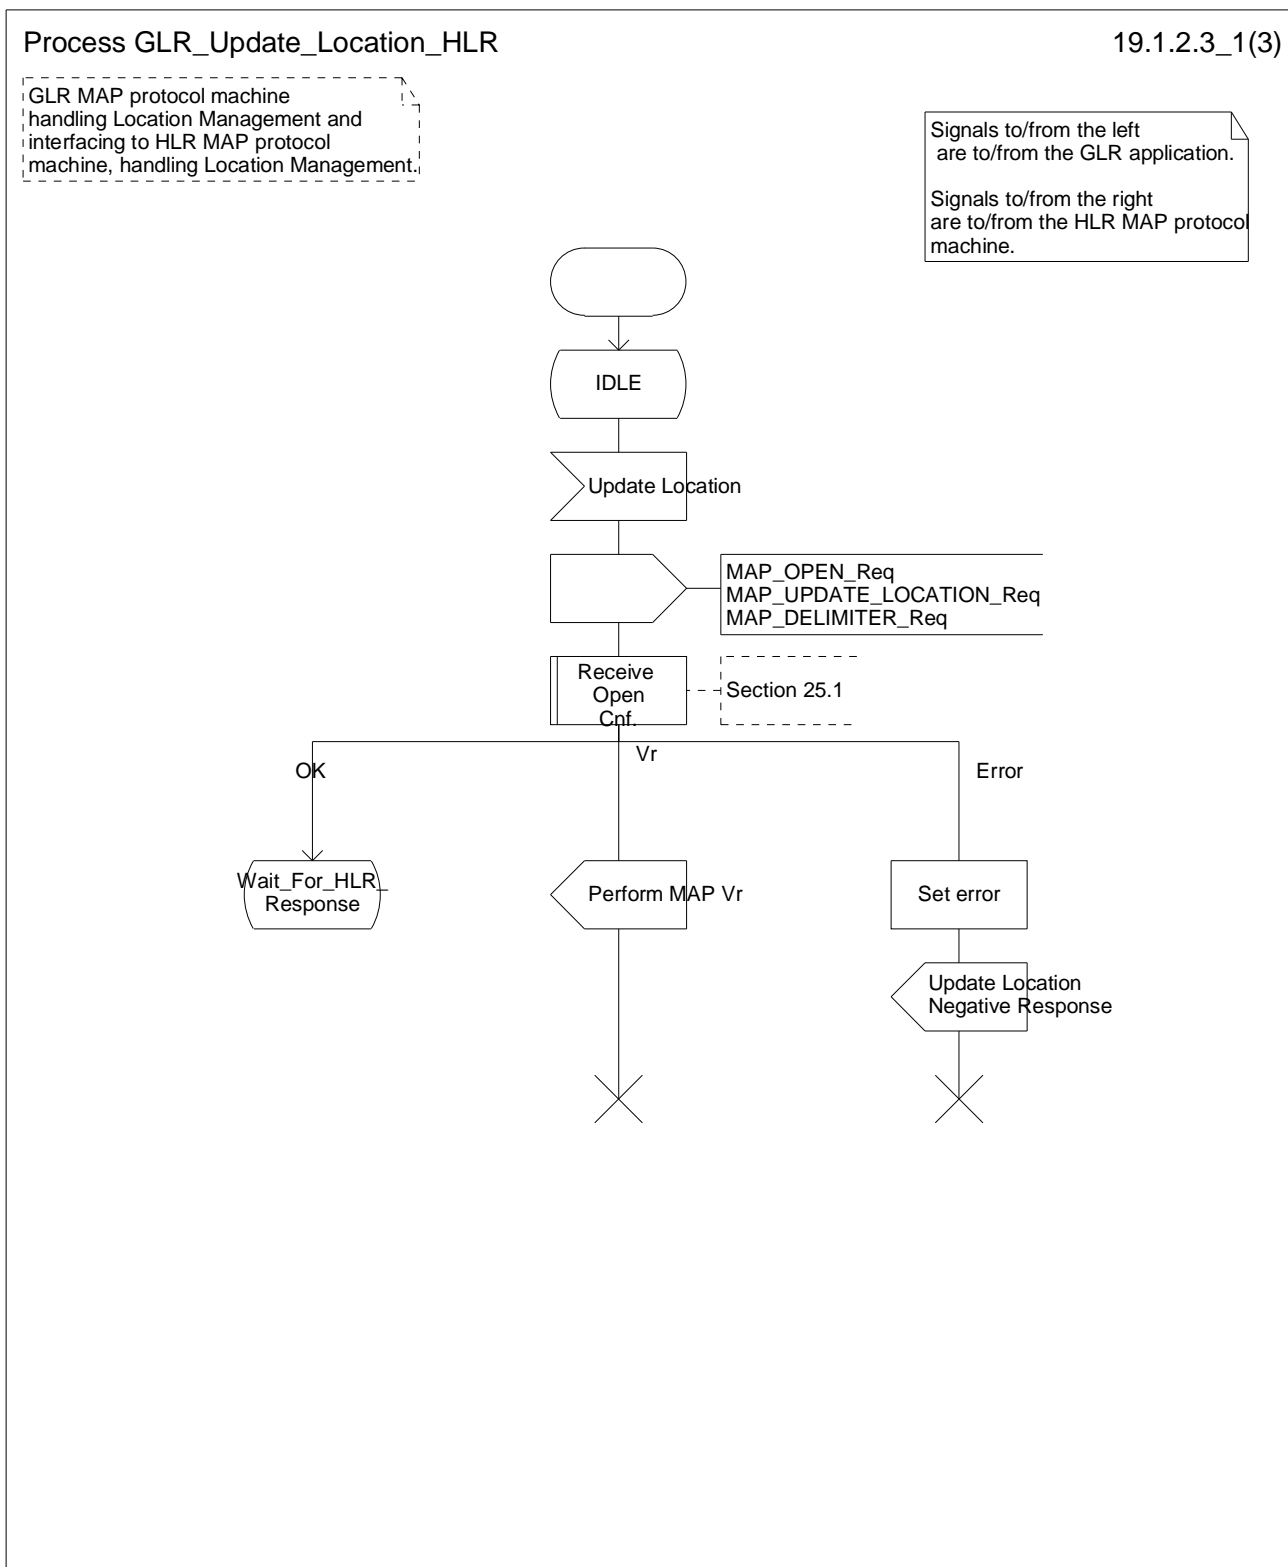 Process GLR_Update_Location_HLR
19.1.2.3_1(3)
GLR MAP protocol machine
handling Location Management and
interfacing to HLR MAP protocol
machine, handling Location Management.
Signals to/from the left
are to/from the GLR application.
Signals to/from the right
are to/from the HLR MAP protocol
machine.
IDLE
Update Location
MAP_OPEN_Req
MAP_UPDATE_LOCATION_Req
MAP_DELIMITER_Req
Receive
Open
Cnf.
Section 25.1
OK
Vr
Error
Wait_For_HLR_
Response
Perform MAP Vr
Set error
Update Location
Negative Response